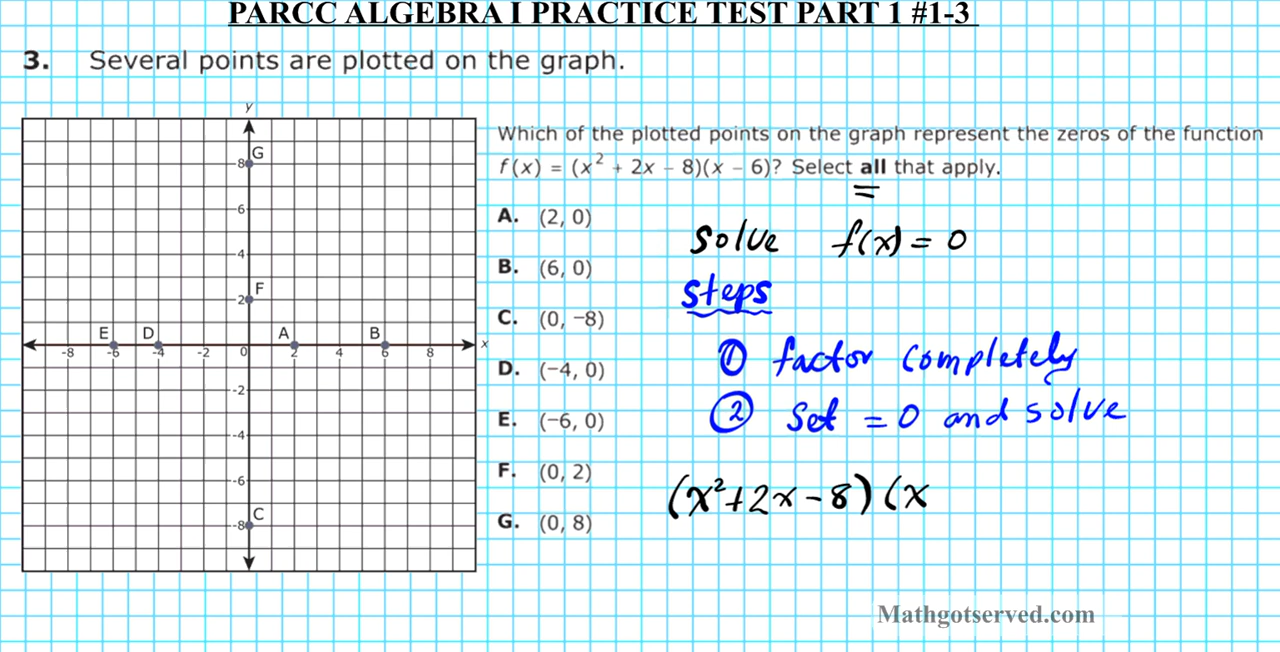 PARCC ALGEBRA I PRACTICE TEST PART 1 #1-3
3. Several points are plotted on the graph.
y
G
8
6
4
F
2
E D A B
-8 -6 -4 -2 0 2 4 6 8 x
-2
-4
-6
C
-8
Which of the plotted points on the graph represent the zeros of the function
f(x) = (x² + 2x – 8)(x – 6)? Select all that apply.
A. (2, 0)
B. (6, 0)
C. (0, –8)
D. (–4, 0)
E. (–6, 0)
F. (0, 2)
G. (0, 8)
solve f(x) = 0
steps
① factor completely
② Set = 0 and solve
(x²+2x-8)(x
Mathgotserved.com